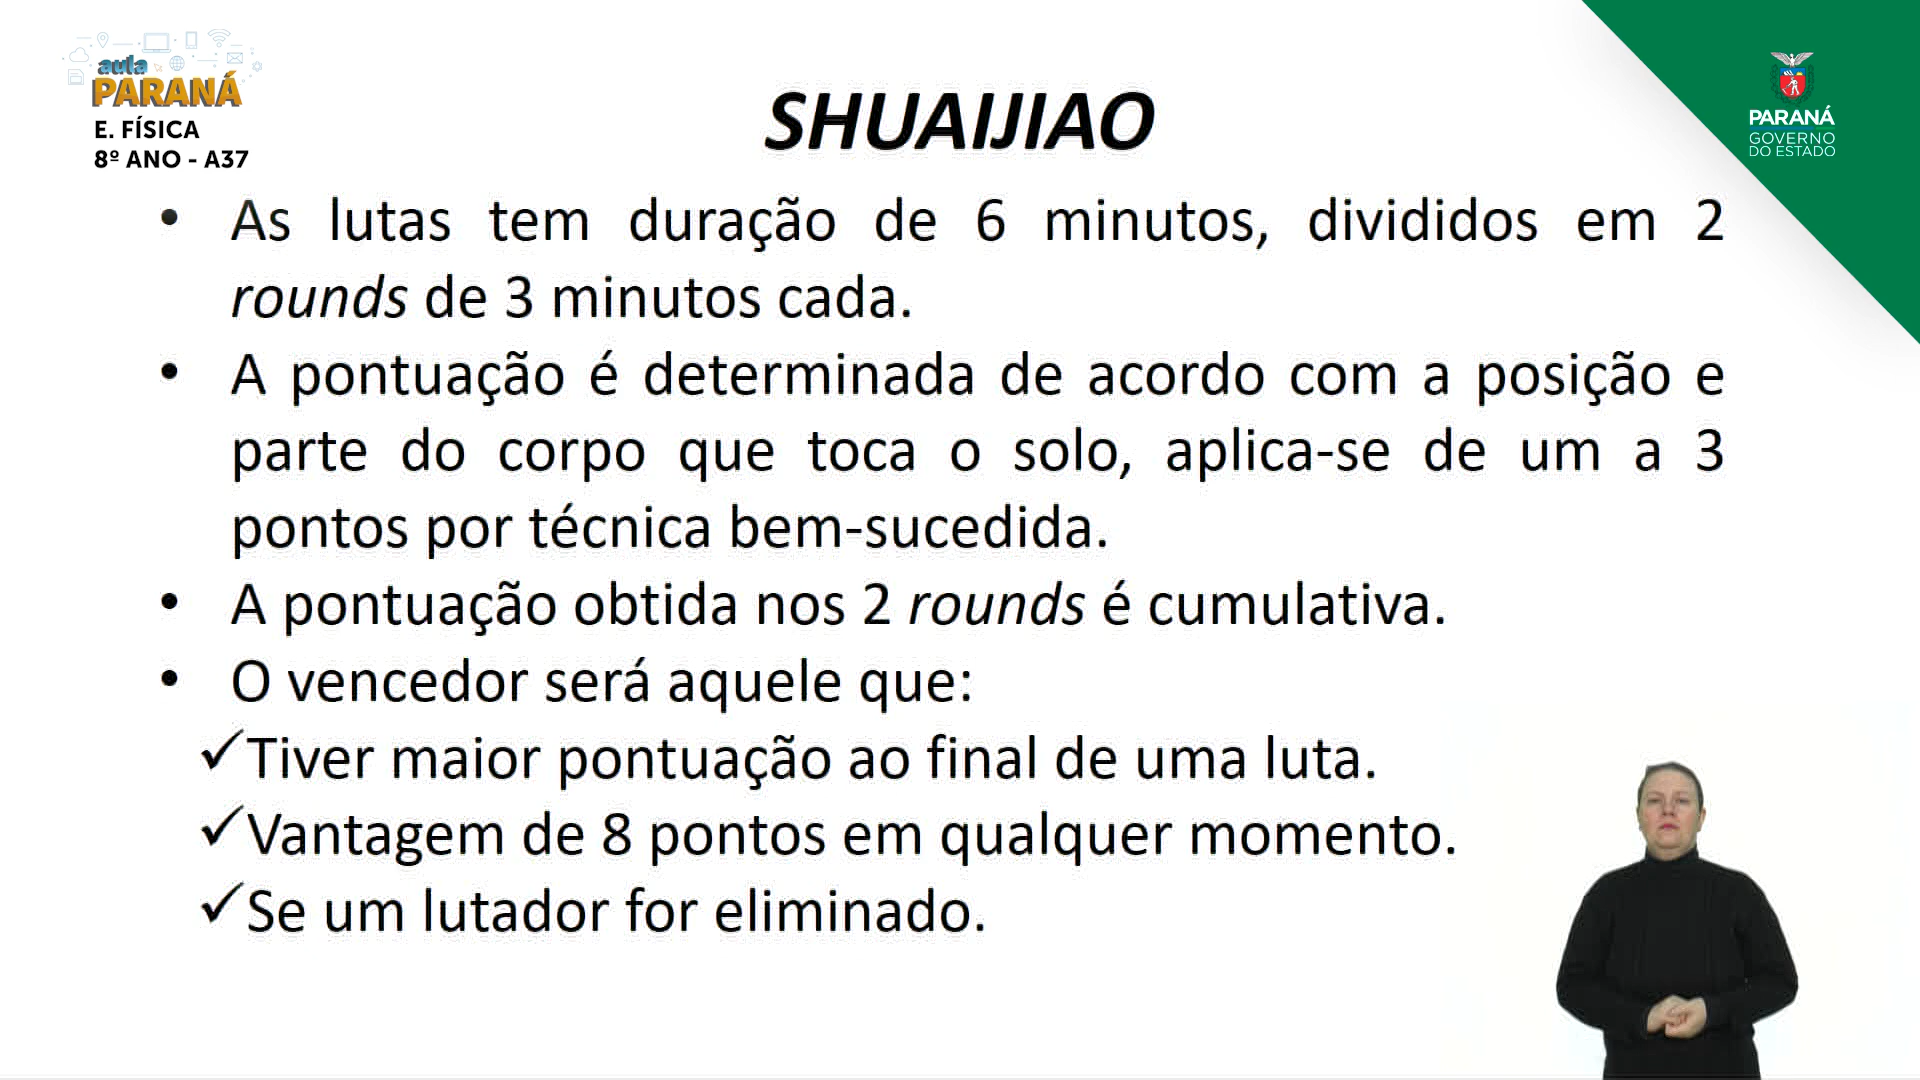 aula
PARANÁ
E. FÍSICA
8º ANO - A37
PARANÁ
GOVERNO
DO ESTADO
SHUAIJIAO
• As lutas tem duração de 6 minutos, divididos em 2
rounds de 3 minutos cada.
• A pontuação é determinada de acordo com a posição e
parte do corpo que toca o solo, aplica-se de um a 3
pontos por técnica bem-sucedida.
• A pontuação obtida nos 2 rounds é cumulativa.
• O vencedor será aquele que:
✓Tiver maior pontuação ao final de uma luta.
✓Vantagem de 8 pontos em qualquer momento.
✓Se um lutador for eliminado.